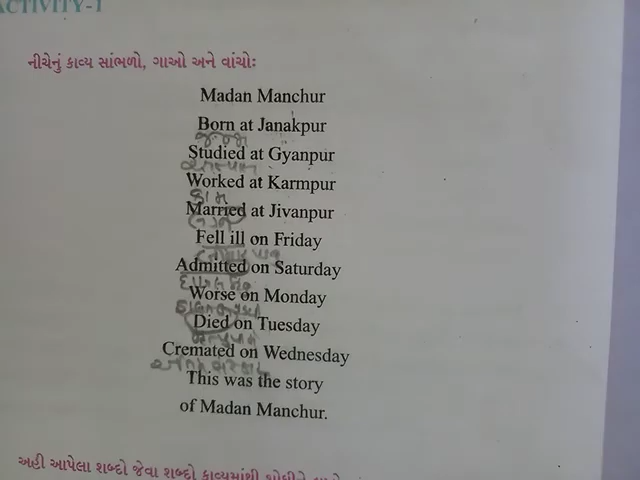 ACTIVITY-1
નીચેનું કાવ્ય સાંભળો, ગાઓ અને વાંચો:
Madan Manchur
Born at Janakpur
જન્મ
Studied at Gyanpur
Worked at Karmpur
કામ
Married at Jivanpur
લગ્ન
Fell ill on Friday
Admitted on Saturday
Worse on Monday
Died on Tuesday
Cremated on Wednesday
This was the story
of Madan Manchur.
અહીં આપેલા શબ્દો જેવા શબ્દો કાવ્યમાંથી શોધીને